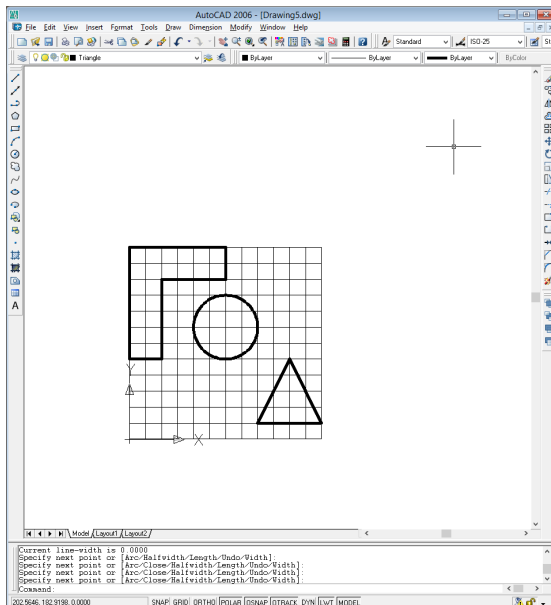 AutoCAD 2006 - [Drawing5.dwg]
File Edit View Insert Format Tools Draw Dimension Modify Window Help
Standard ISO-25 St
Triangle ByLayer ByLayer ByLayer ByColor
A
Y
X
Model Layout1 Layout2
Current line-width is 0.0000
Specify next point or [Arc/Halfwidth/Length/Undo/Width]:
Specify next point or [Arc/Close/Halfwidth/Length/Undo/Width]:
Specify next point or [Arc/Close/Halfwidth/Length/Undo/Width]:
Specify next point or [Arc/Close/Halfwidth/Length/Undo/Width]:
Command:
202.5646, 182.9198, 0.0000 SNAP GRID ORTHO POLAR OSNAP OTRACK DYN LWT MODEL